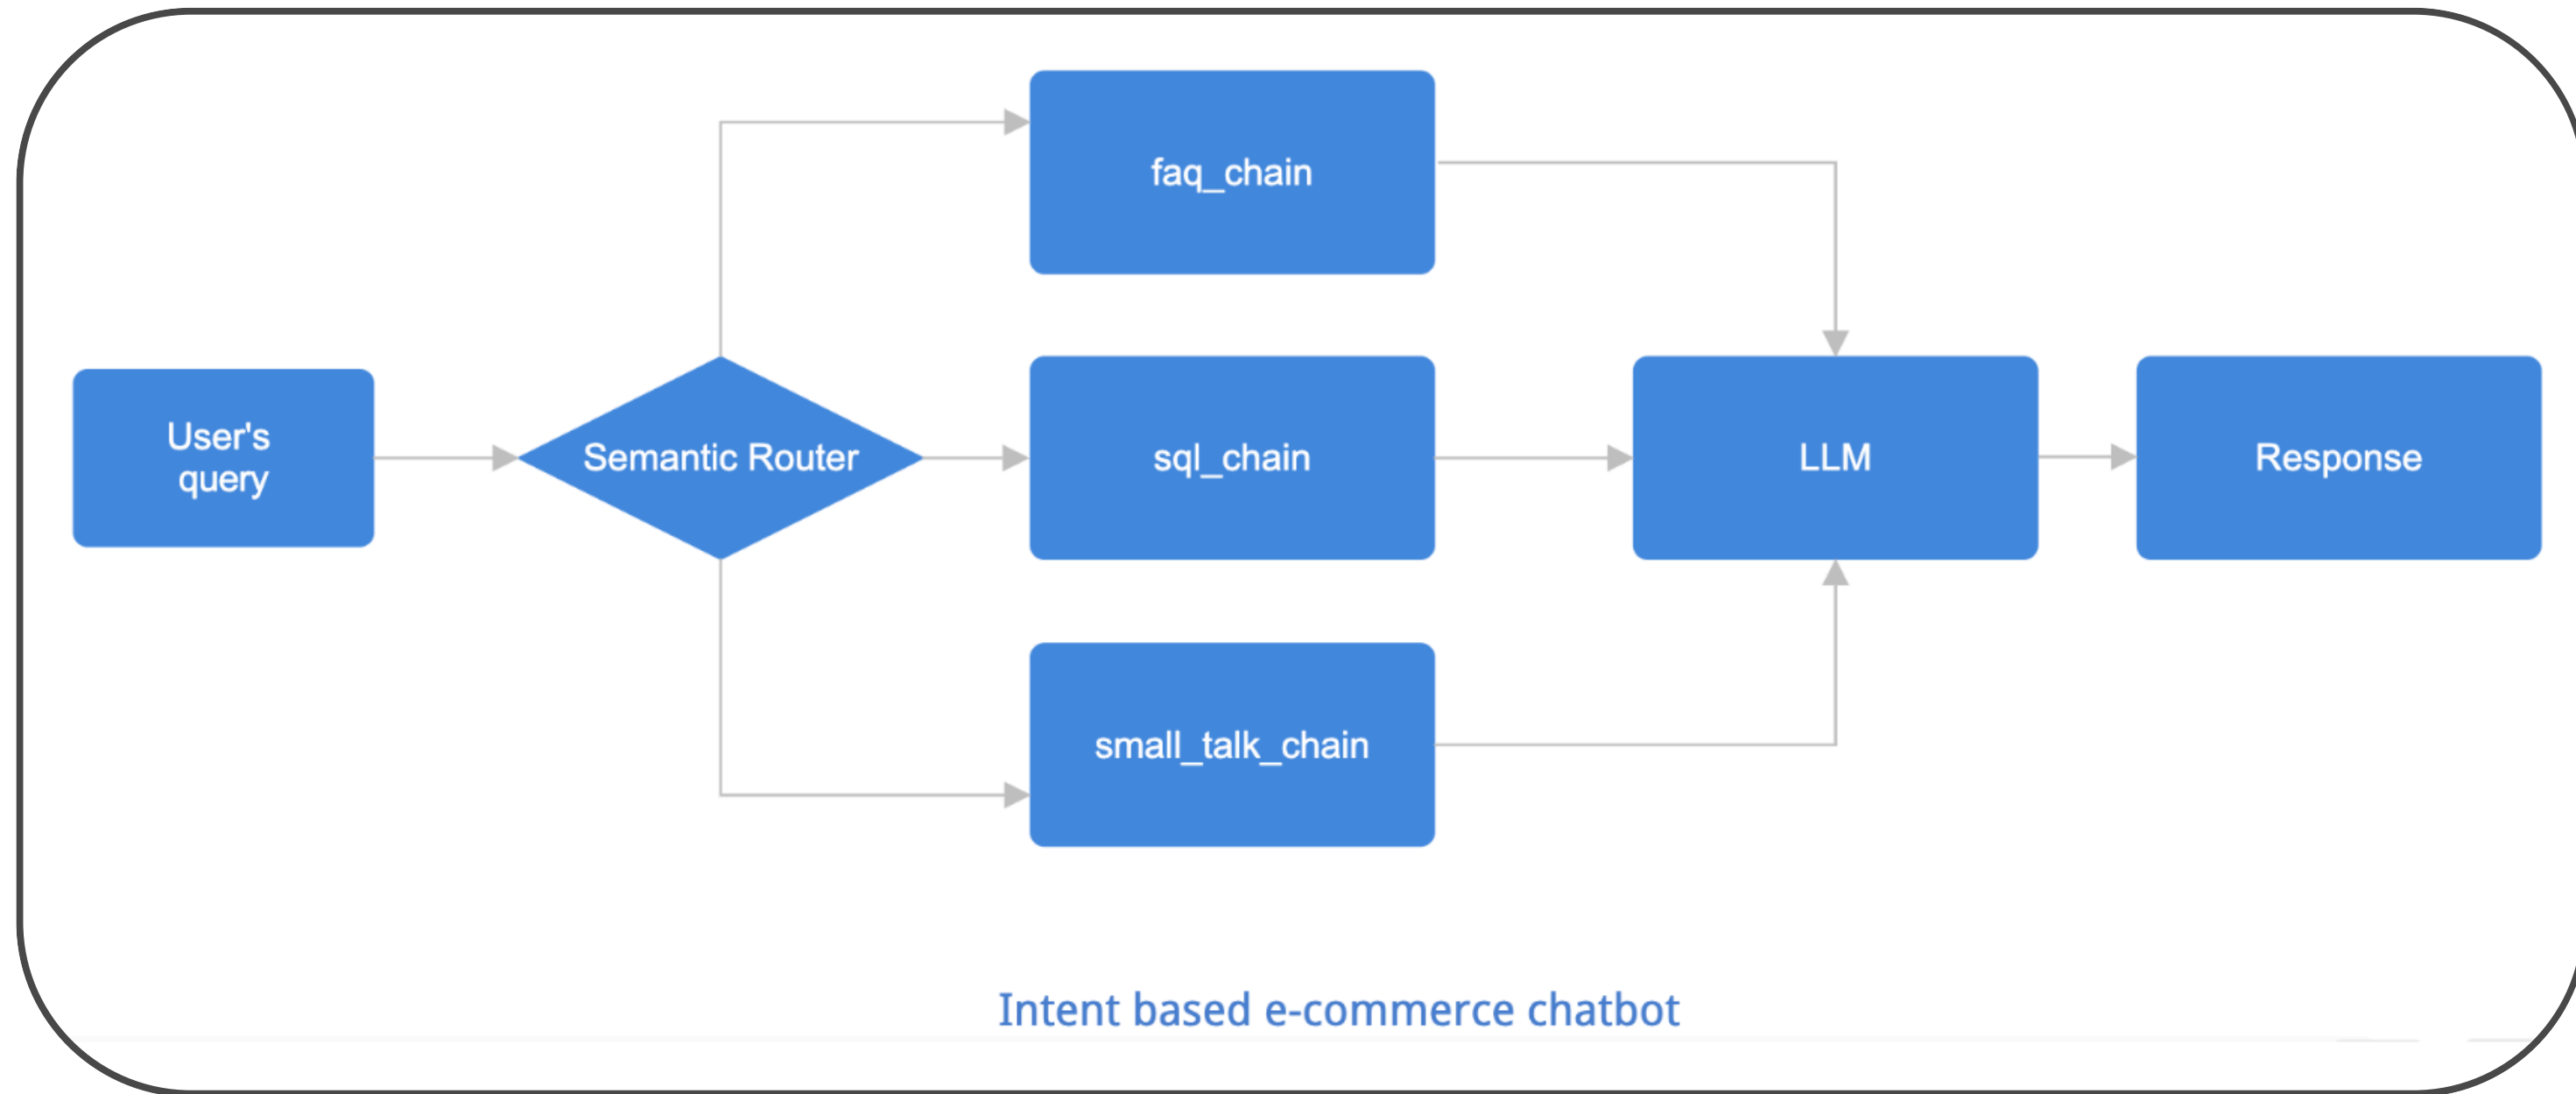 faq_chain
User's
query
Semantic Router
sql_chain
LLM
Response
small_talk_chain
Intent based e-commerce chatbot